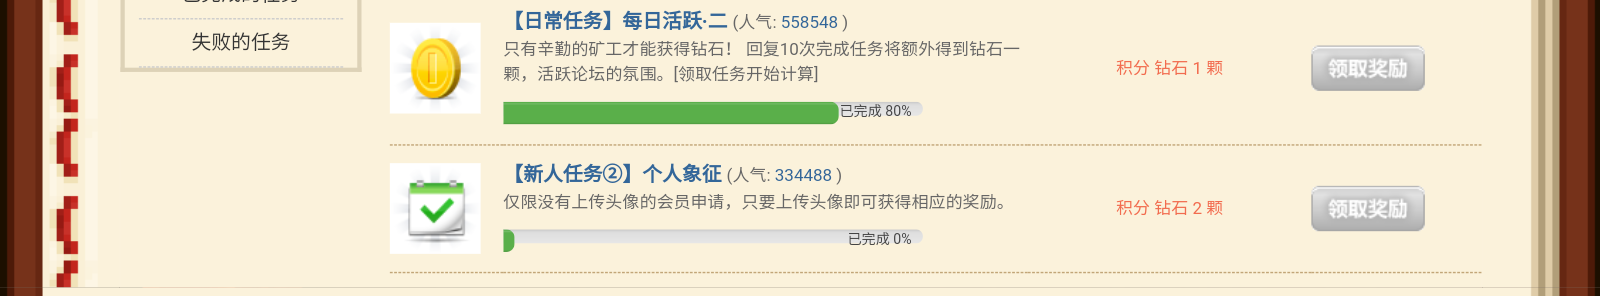 失败的任务
【日常任务】每日活跃·二 (人气: 558548 )
只有辛勤的矿工才能获得钻石！ 回复10次完成任务将额外得到钻石一
颗，活跃论坛的氛围。[领取任务开始计算]
已完成 80%
积分 钻石 1 颗
领取奖励
【新人任务②】个人象征 (人气: 334488 )
仅限没有上传头像的会员申请，只要上传头像即可获得相应的奖励。
已完成 0%
积分 钻石 2 颗
领取奖励